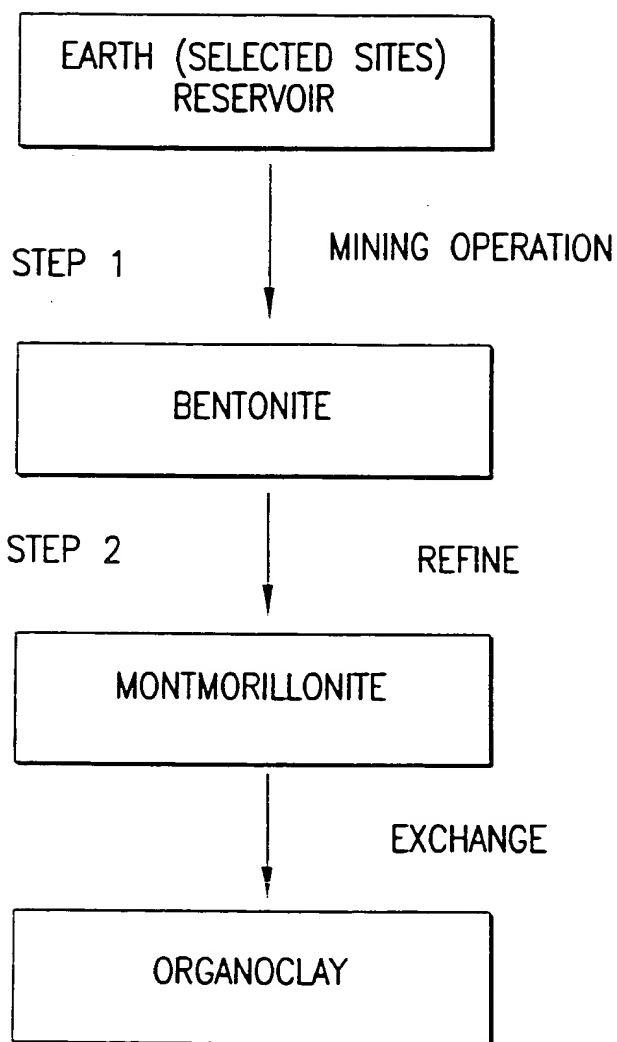 EARTH (SELECTED SITES)
RESERVOIR
STEP 1
MINING OPERATION
BENTONITE
STEP 2
REFINE
MONTMORILLONITE
EXCHANGE
ORGANOCLAY